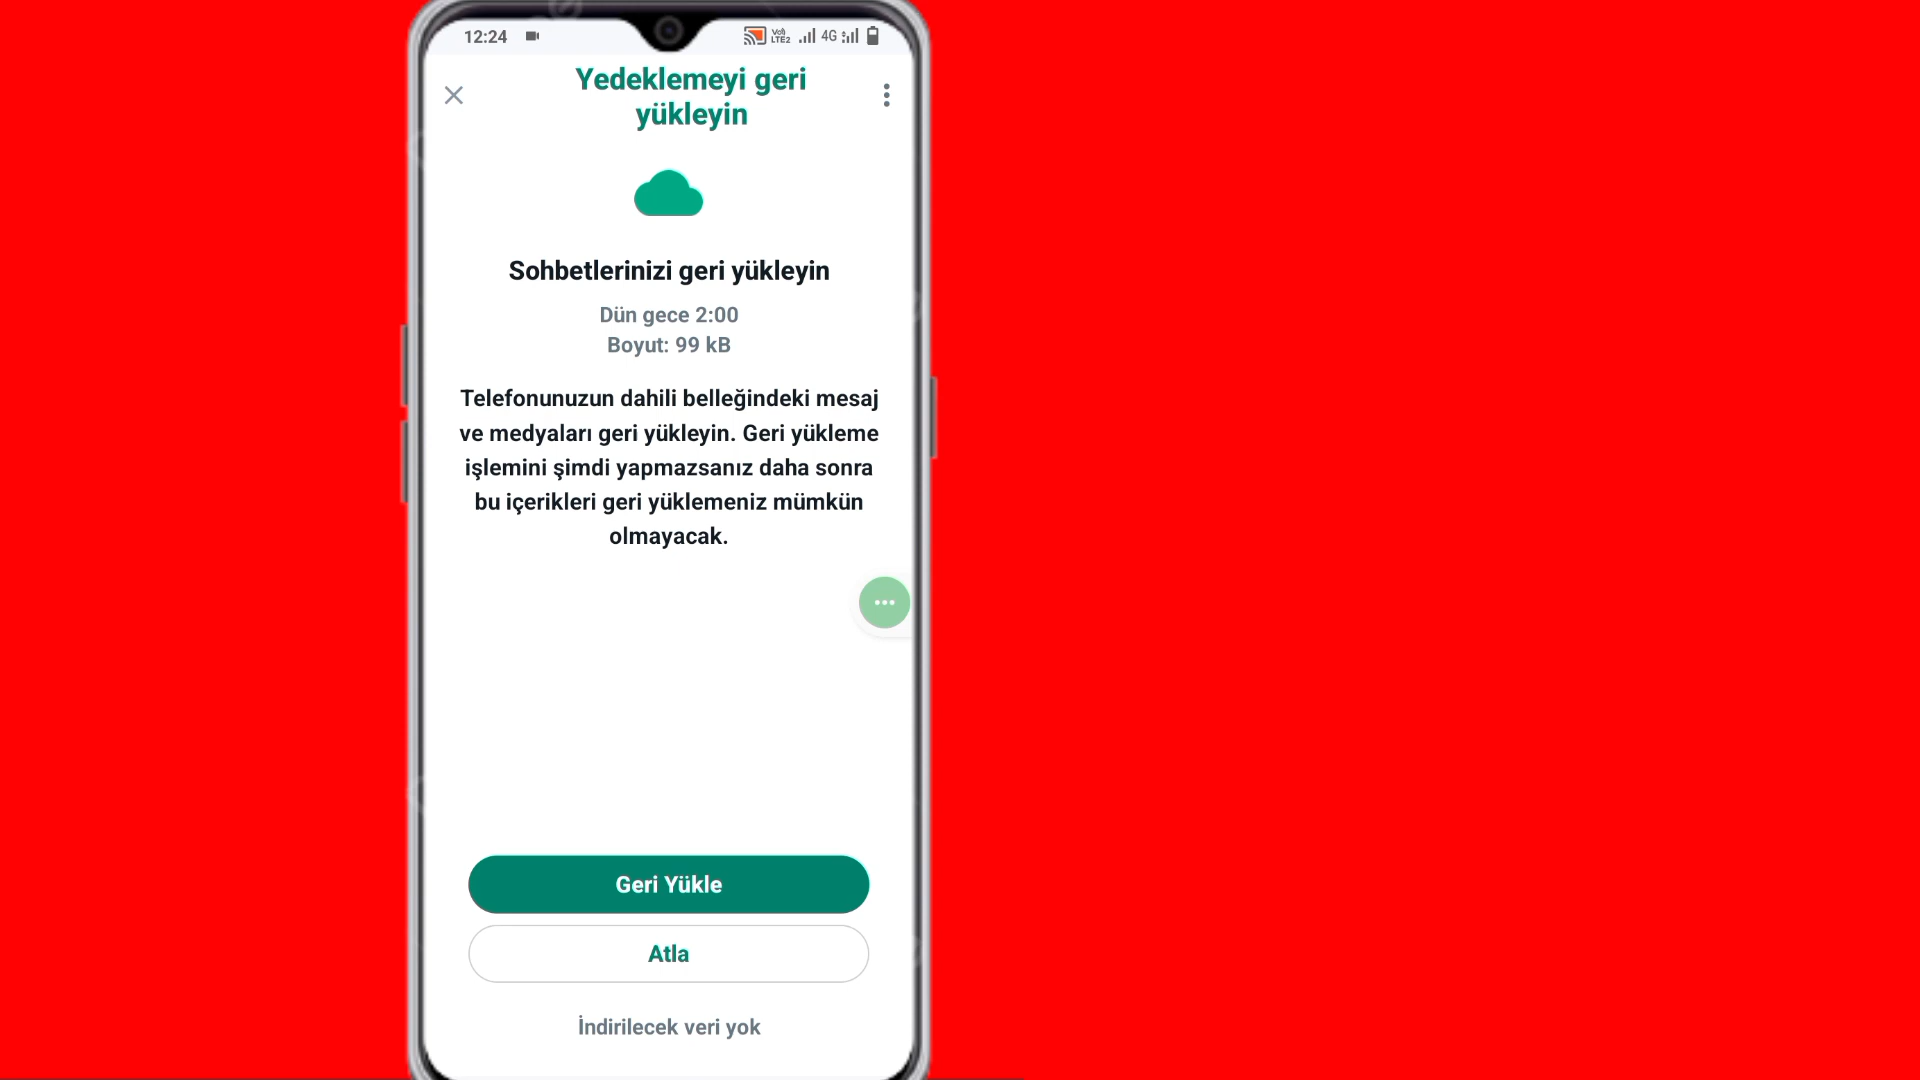 12:24
Vo) LTE2 4G
Yedeklemeyi geri
yükleyin
Sohbetlerinizi geri yükleyin
Dün gece 2:00
Boyut: 99 kB
Telefonunuzun dahili belleğindeki mesaj
ve medyaları geri yükleyin. Geri yükleme
işlemini şimdi yapmazsanız daha sonra
bu içerikleri geri yüklemeniz mümkün
olmayacak.
Geri Yükle
Atla
İndirilecek veri yok